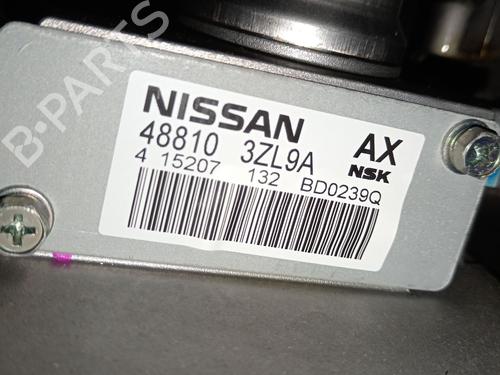 B-PARTS
NISSAN
48810 3ZL9A AX
NSK
4 15207 132 BD0239Q